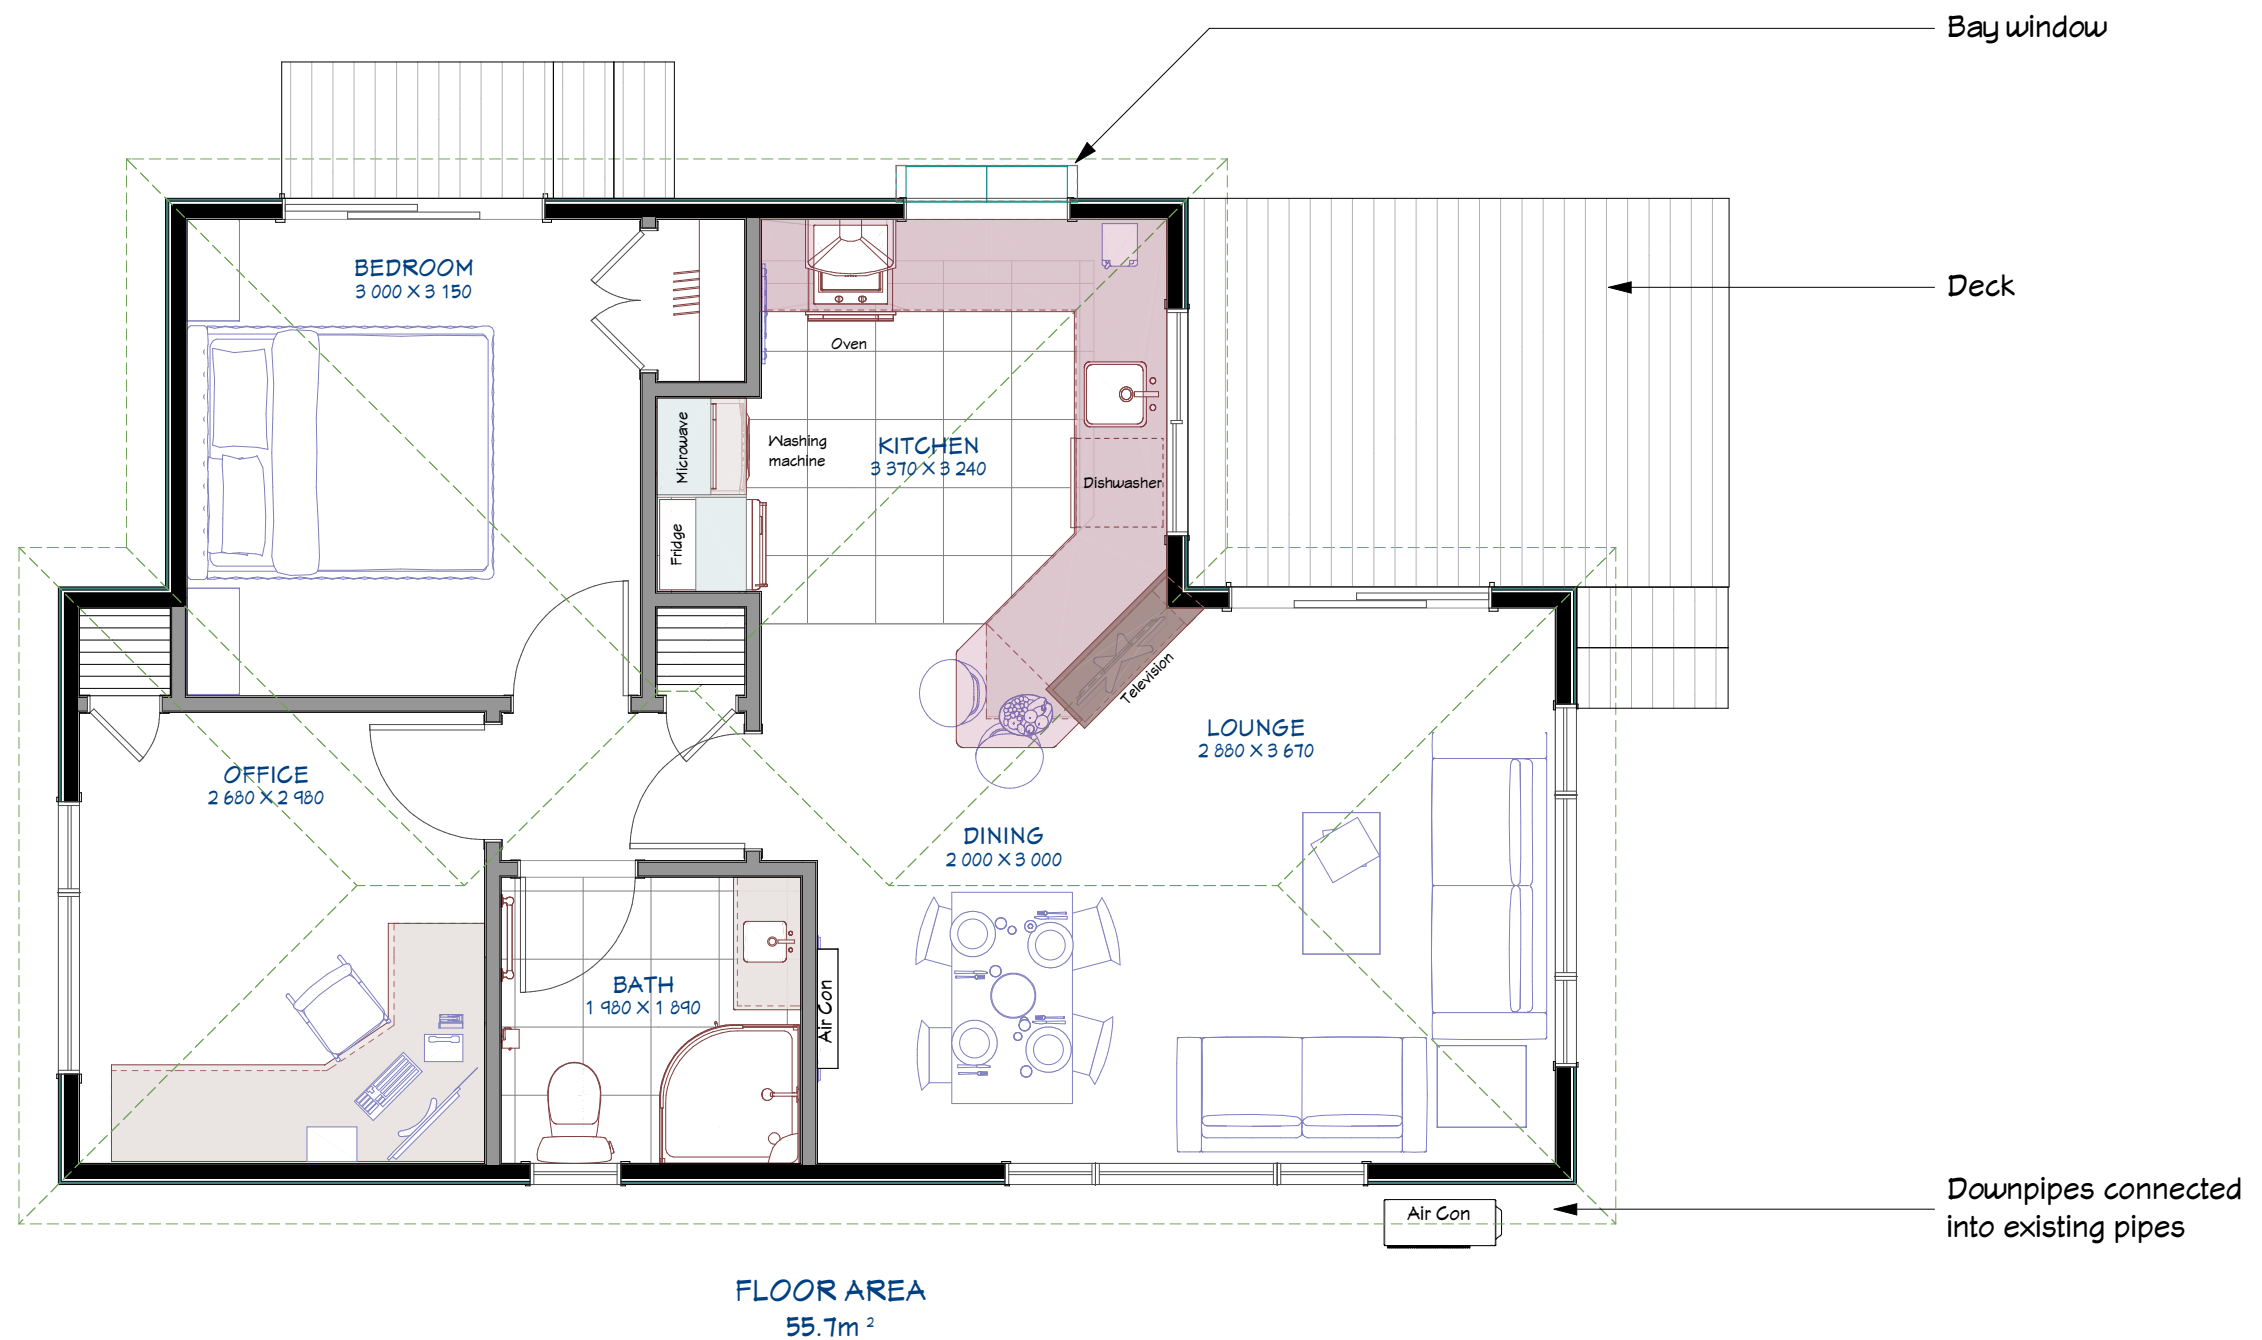 Bay window
BEDROOM
3 000 X 3 150
Deck
Oven
Microwave
Washing
machine
KITCHEN
3 370 X 3 240
Dishwasher
Fridge
Television
LOUNGE
2 880 X 3 670
OFFICE
2 680 X 2 980
DINING
2 000 X 3 000
BATH
1 980 X 1 890
Air Con
Air Con
Downpipes connected
into existing pipes
FLOOR AREA
55.7m ²